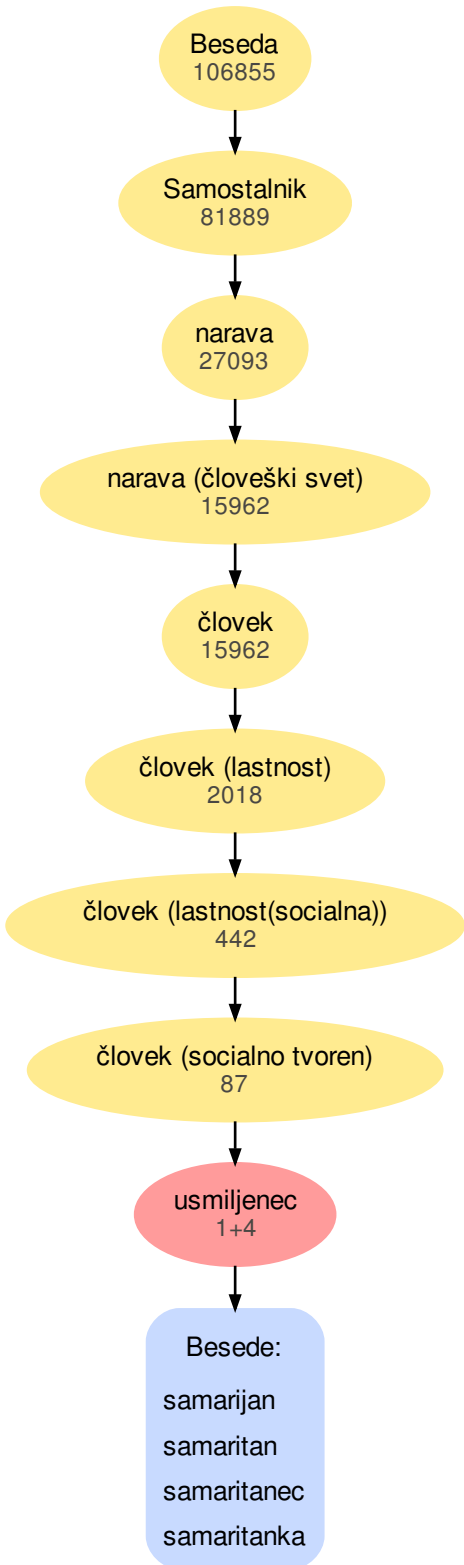 Beseda
106855
Samostalnik
81889
narava
27093
narava (človeški svet)
15962
človek
15962
človek (lastnost)
2018
človek (lastnost(socialna))
442
človek (socialno tvoren)
87
usmiljenec
1+4
Besede:
samarijan
samaritan
samaritanec
samaritanka